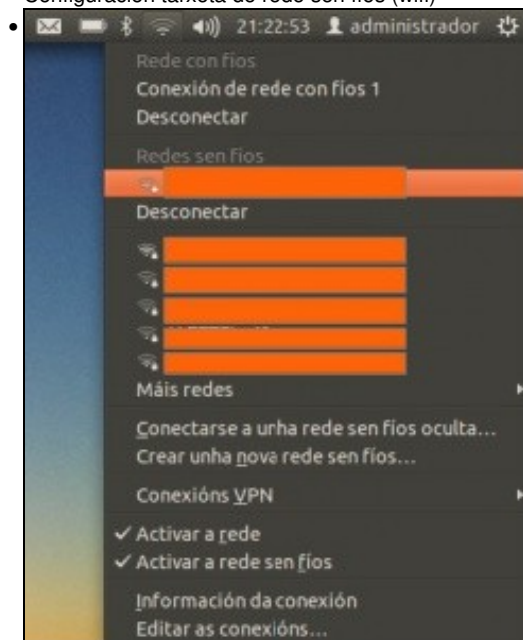 Configuración tarxeta de rede sen fíos (wifi)
21:22:53 administrador
Rede con fíos
Conexión de rede con fíos 1
Desconectar
Redes sen fíos
Desconectar
Máis redes
Conectarse a unha rede sen fíos oculta...
Crear unha nova rede sen fíos...
Conexións VPN
Activar a rede
Activar a rede sen fíos
Información da conexión
Editar as conexións...